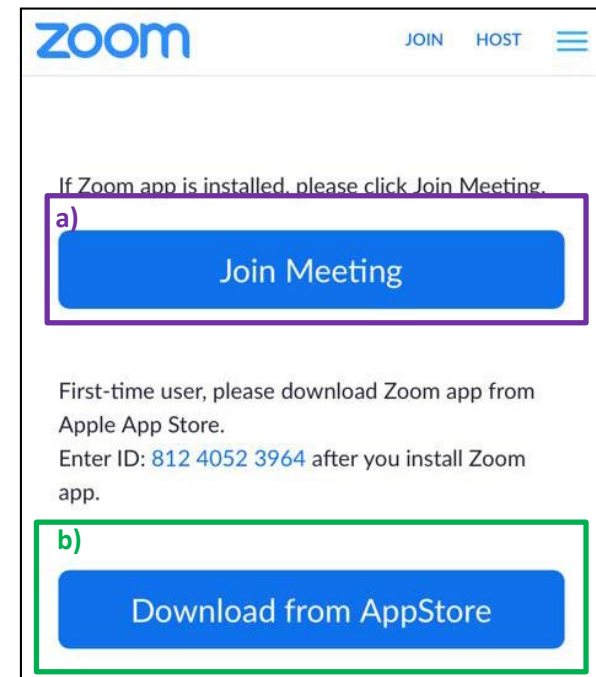 zoom JOIN HOST
If Zoom app is installed, please click Join Meeting.
a)
Join Meeting
First-time user, please download Zoom app from
Apple App Store.
Enter ID: 812 4052 3964 after you install Zoom
app.
b)
Download from AppStore